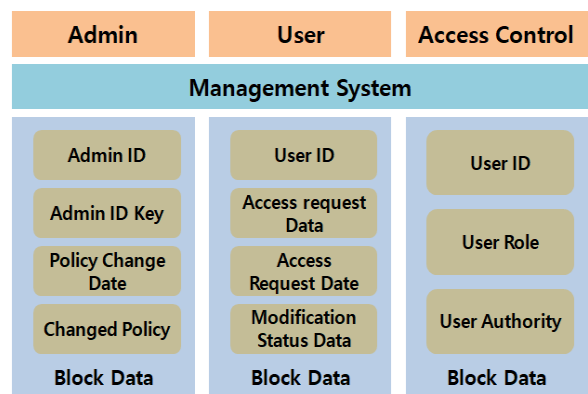 Admin
User
Access Control
Management System
Admin ID
Admin ID Key
Policy Change
Date
Changed Policy
Block Data
User ID
Access request
Data
Access
Request Date
Modification
Status Data
Block Data
User ID
User Role
User Authority
Block Data